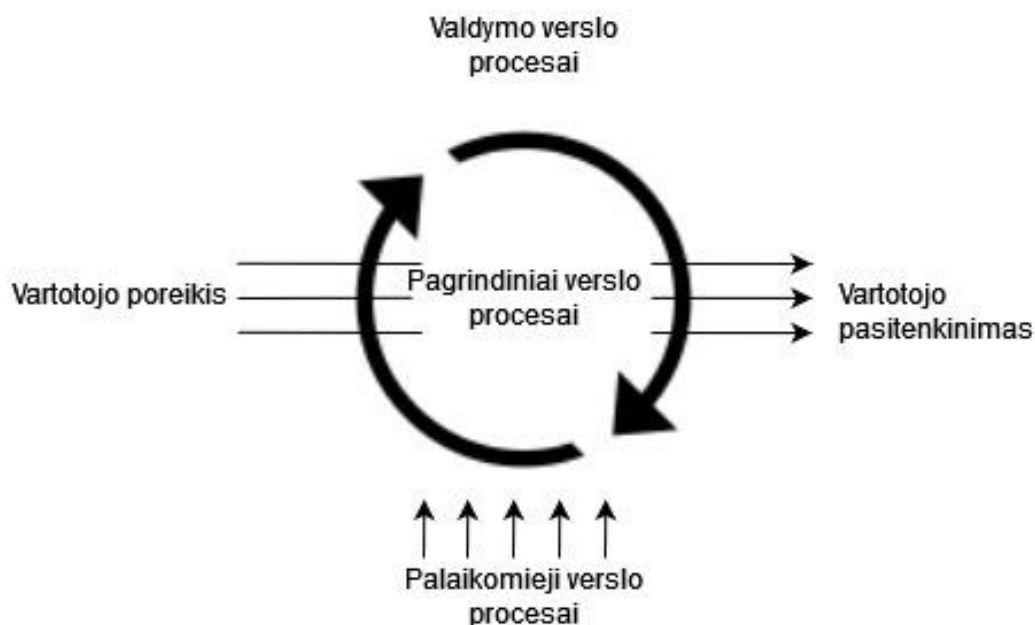 Valdymo verslo
procesai
Vartotojo poreikis
Pagrindiniai verslo
procesai
Vartotojo
pasitenkinimas
Palaikomieji verslo
procesai